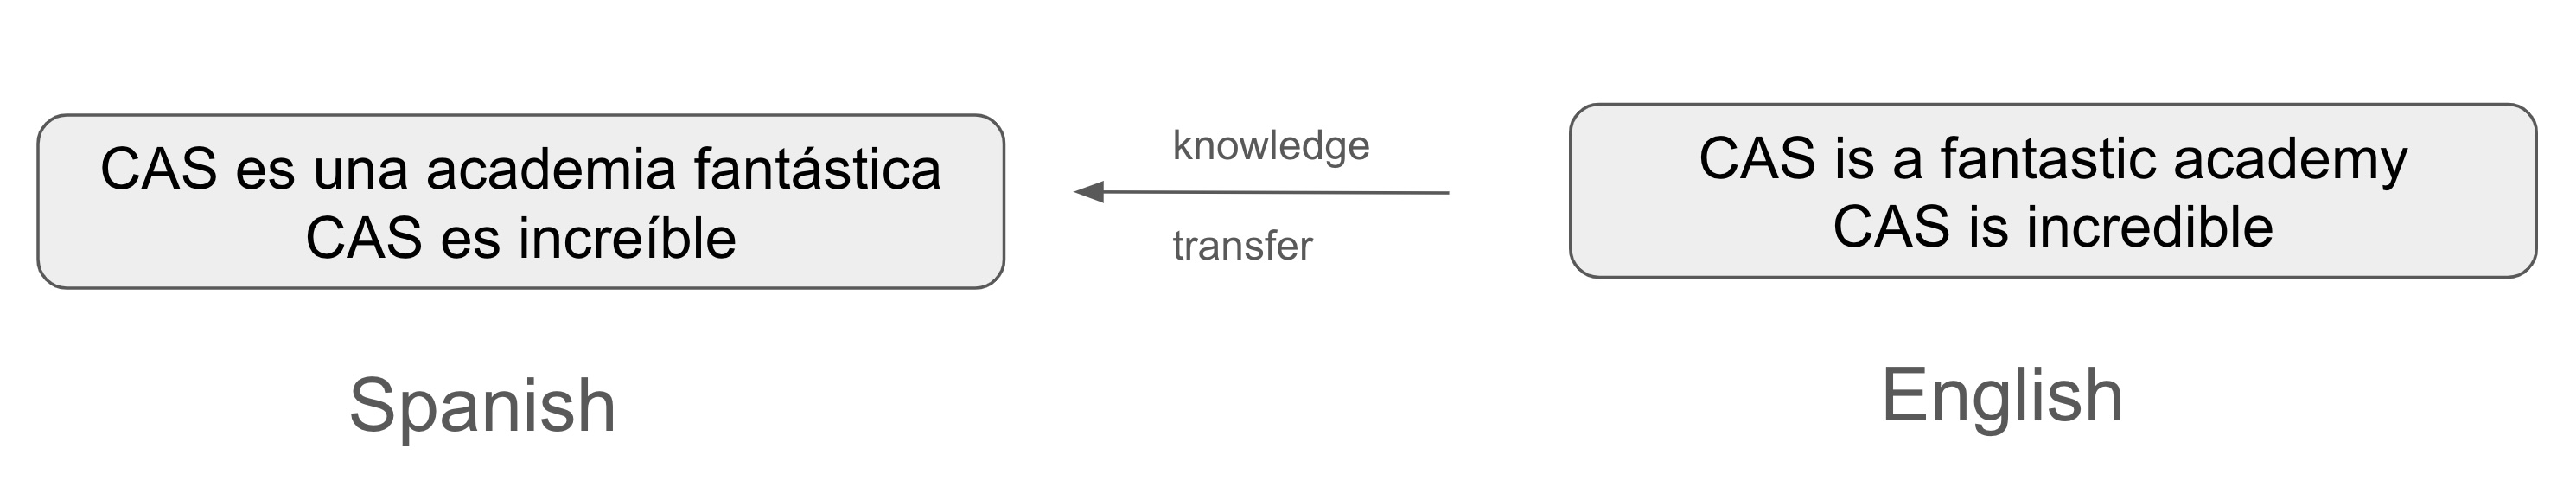 CAS es una academia fantástica
CAS es increíble
knowledge
transfer
CAS is a fantastic academy
CAS is incredible
Spanish
English